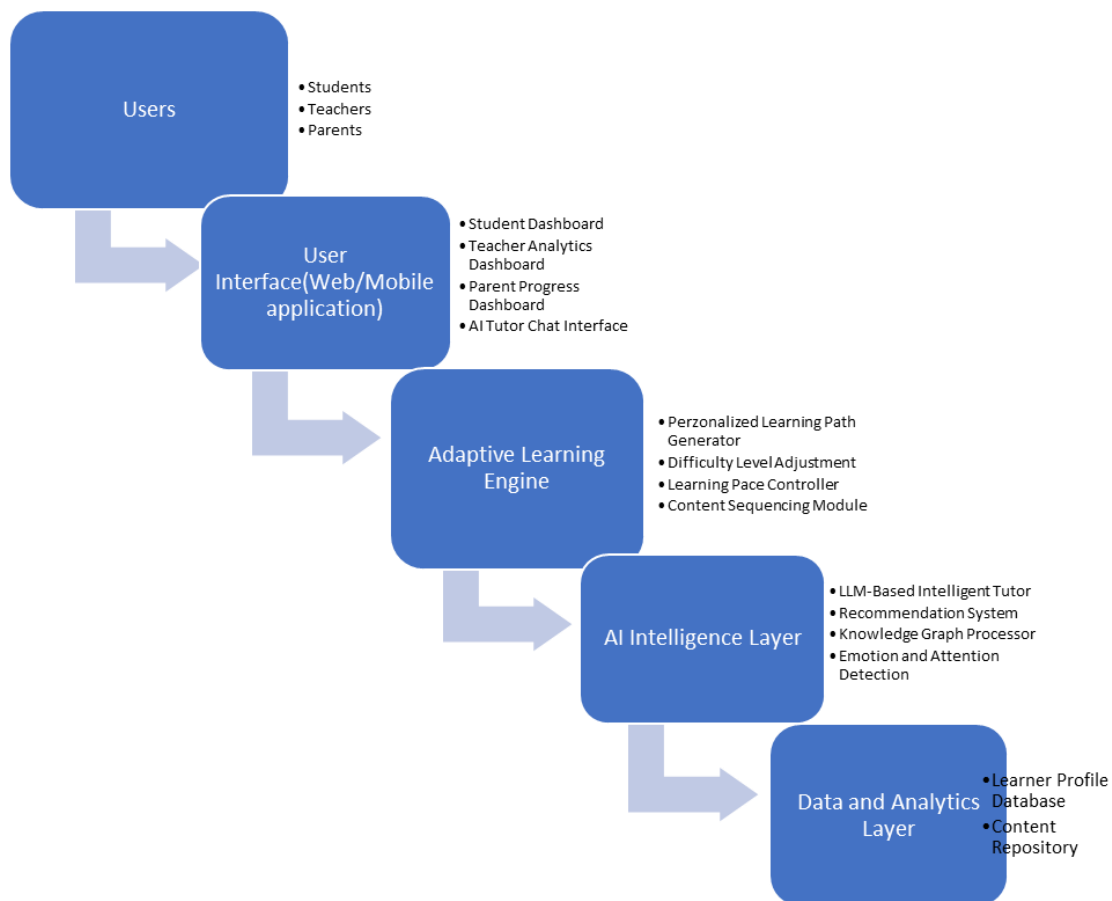 Users
• Students
• Teachers
• Parents
User
Interface(Web/Mobile
application)
• Student Dashboard
• Teacher Analytics
Dashboard
• Parent Progress
Dashboard
• AI Tutor Chat Interface
Adaptive Learning
Engine
• Perzonalized Learning Path
Generator
• Difficulty Level Adjustment
• Learning Pace Controller
• Content Sequencing Module
AI Intelligence Layer
• LLM-Based Intelligent Tutor
• Recommendation System
• Knowledge Graph Processor
• Emotion and Attention
Detection
Data and Analytics
Layer
• Learner Profile
Database
• Content
Repository